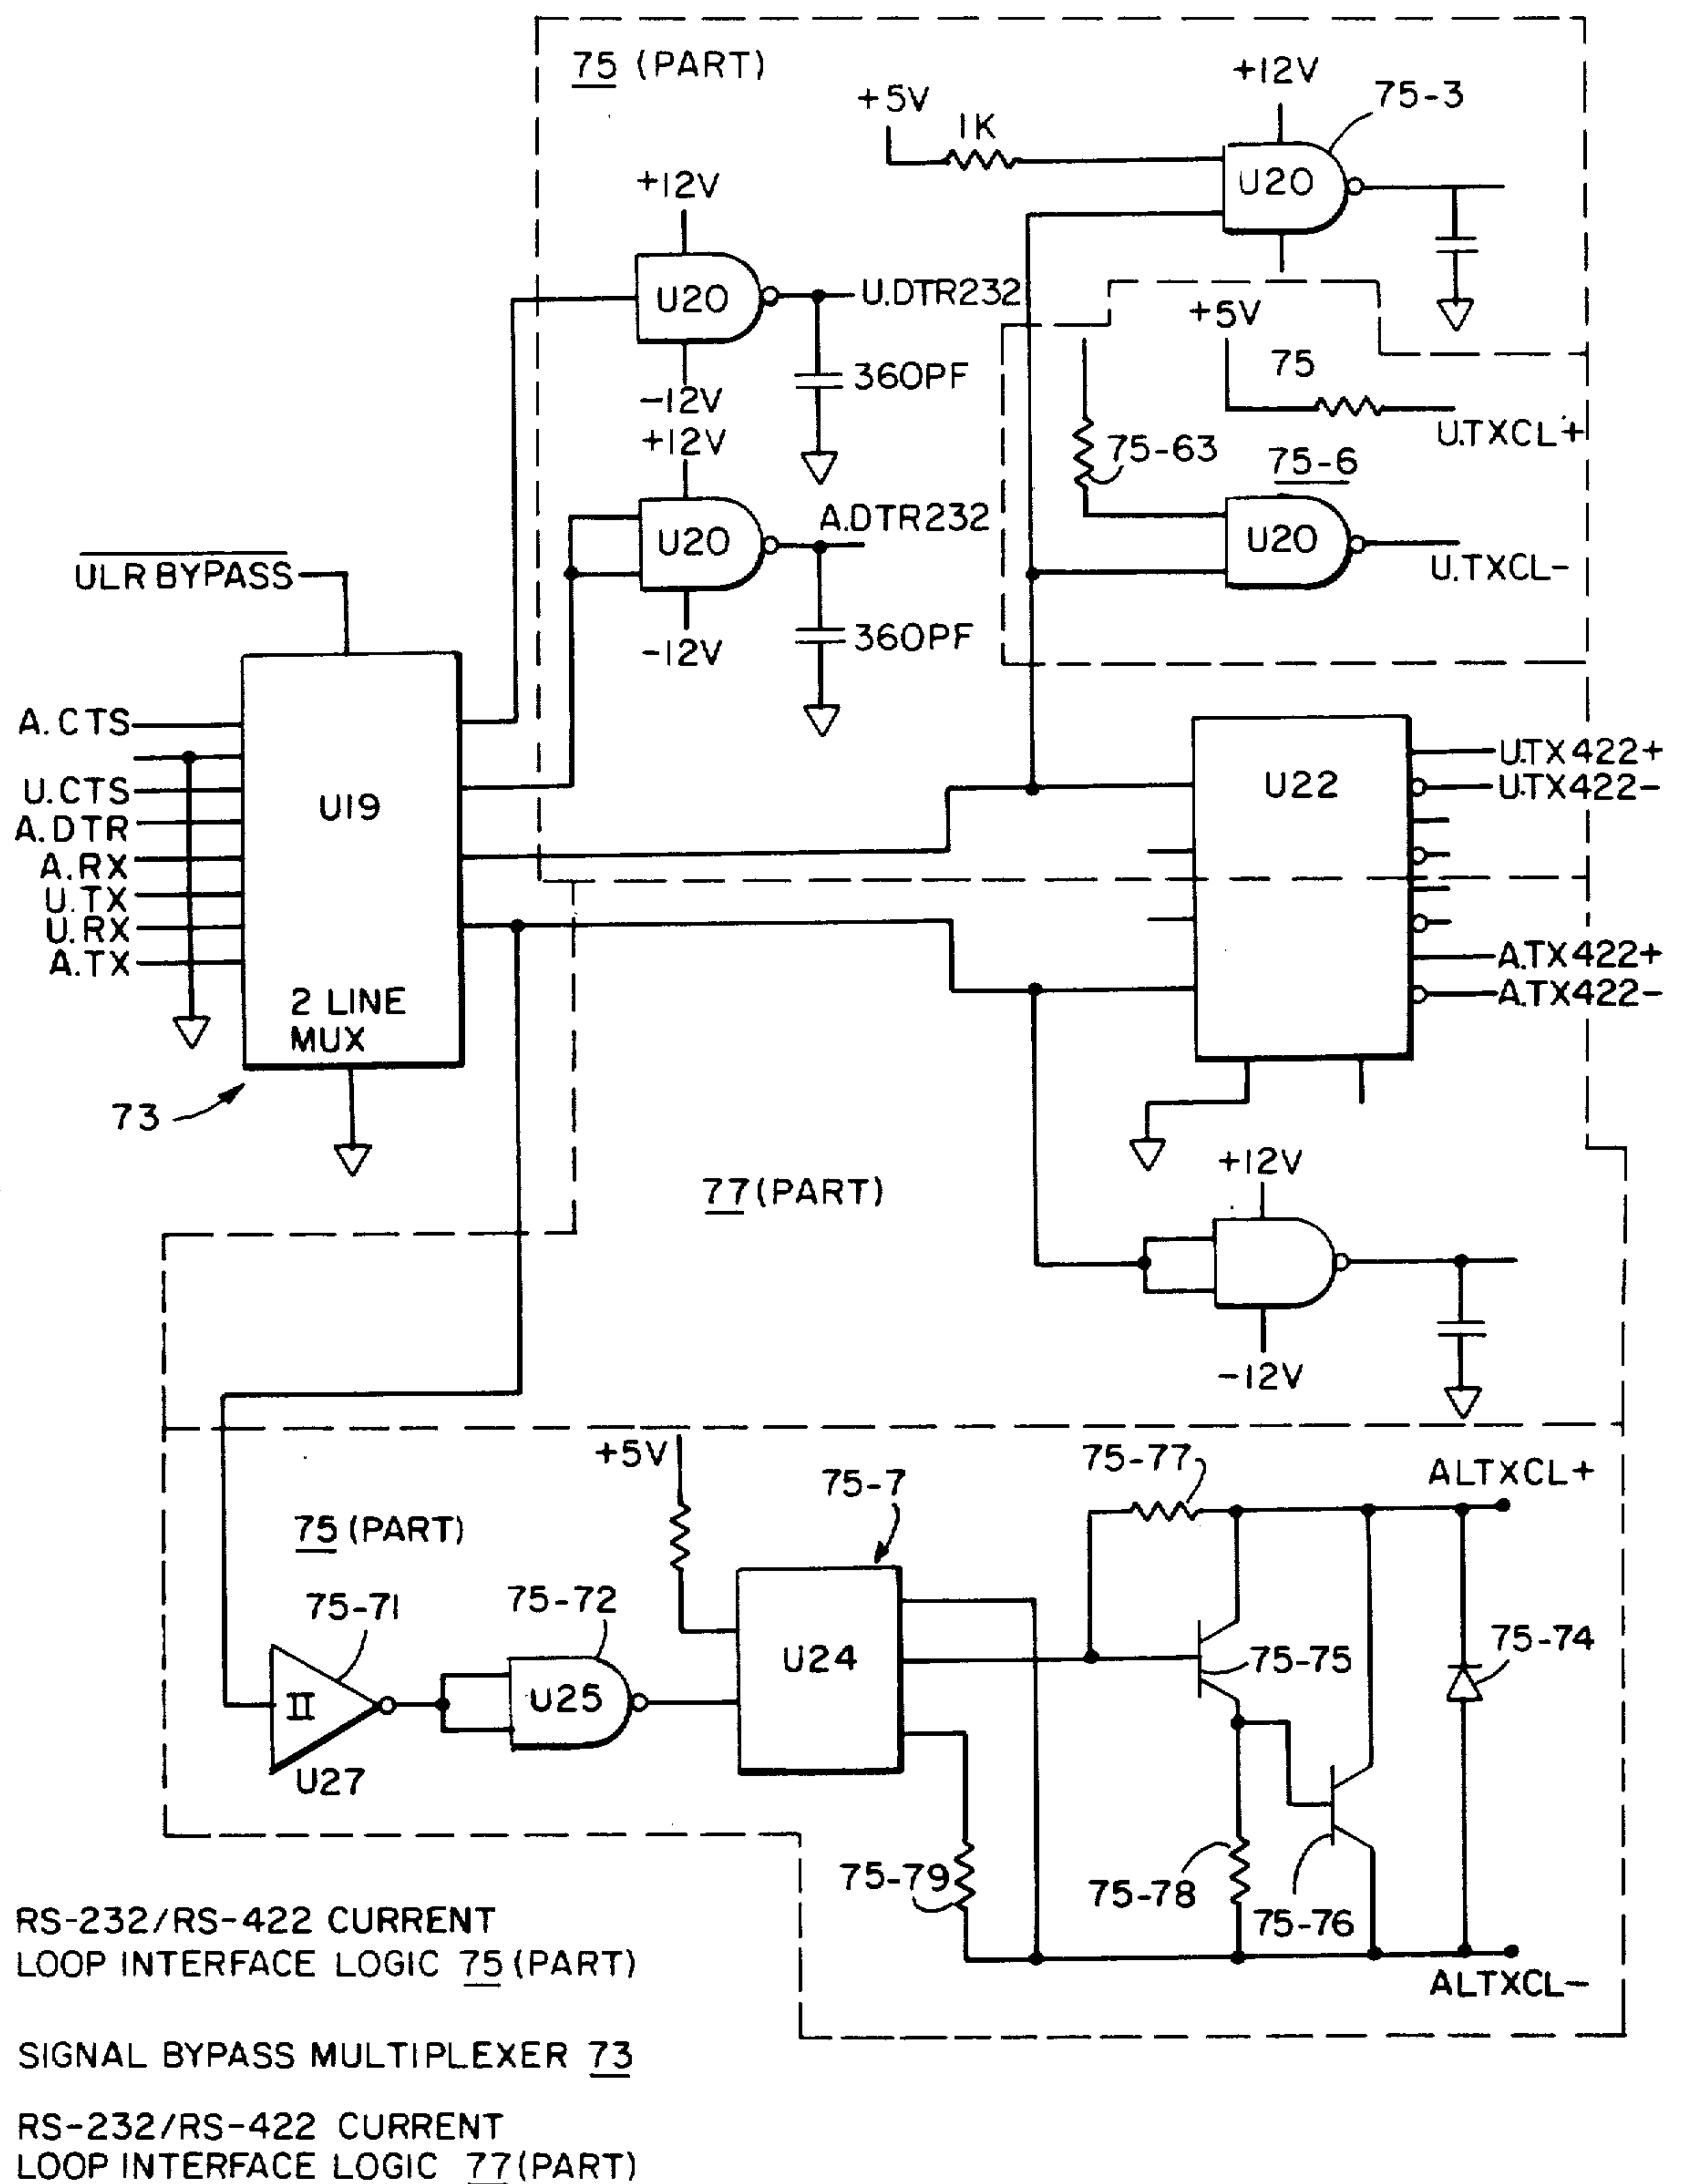 75 (PART)
+12V
75-3
+5V
1K
U20
+12V
U20
U.DTR232
-12V
360PF
+5V
75
U.TXCL+
75-63
75-6
+12V
U20
A.DTR232
U20
U.TXCL-
-12V
360PF
ULR BYPASS
A.CTS
U.CTS
A.DTR
A.RX
U.TX
U.RX
A.TX
U19
2 LINE
MUX
73
U22
U.TX422+
U.TX422-
A.TX422+
A.TX422-
77 (PART)
+12V
-12V
+5V
75-7
75-77
ALTXCL+
75 (PART)
75-71
75-72
II
U27
U25
U24
75-75
75-74
75-79
75-78
75-76
ALTXCL-
RS-232/RS-422 CURRENT
LOOP INTERFACE LOGIC 75 (PART)
SIGNAL BYPASS MULTIPLEXER 73
RS-232/RS-422 CURRENT
LOOP INTERFACE LOGIC 77 (PART)